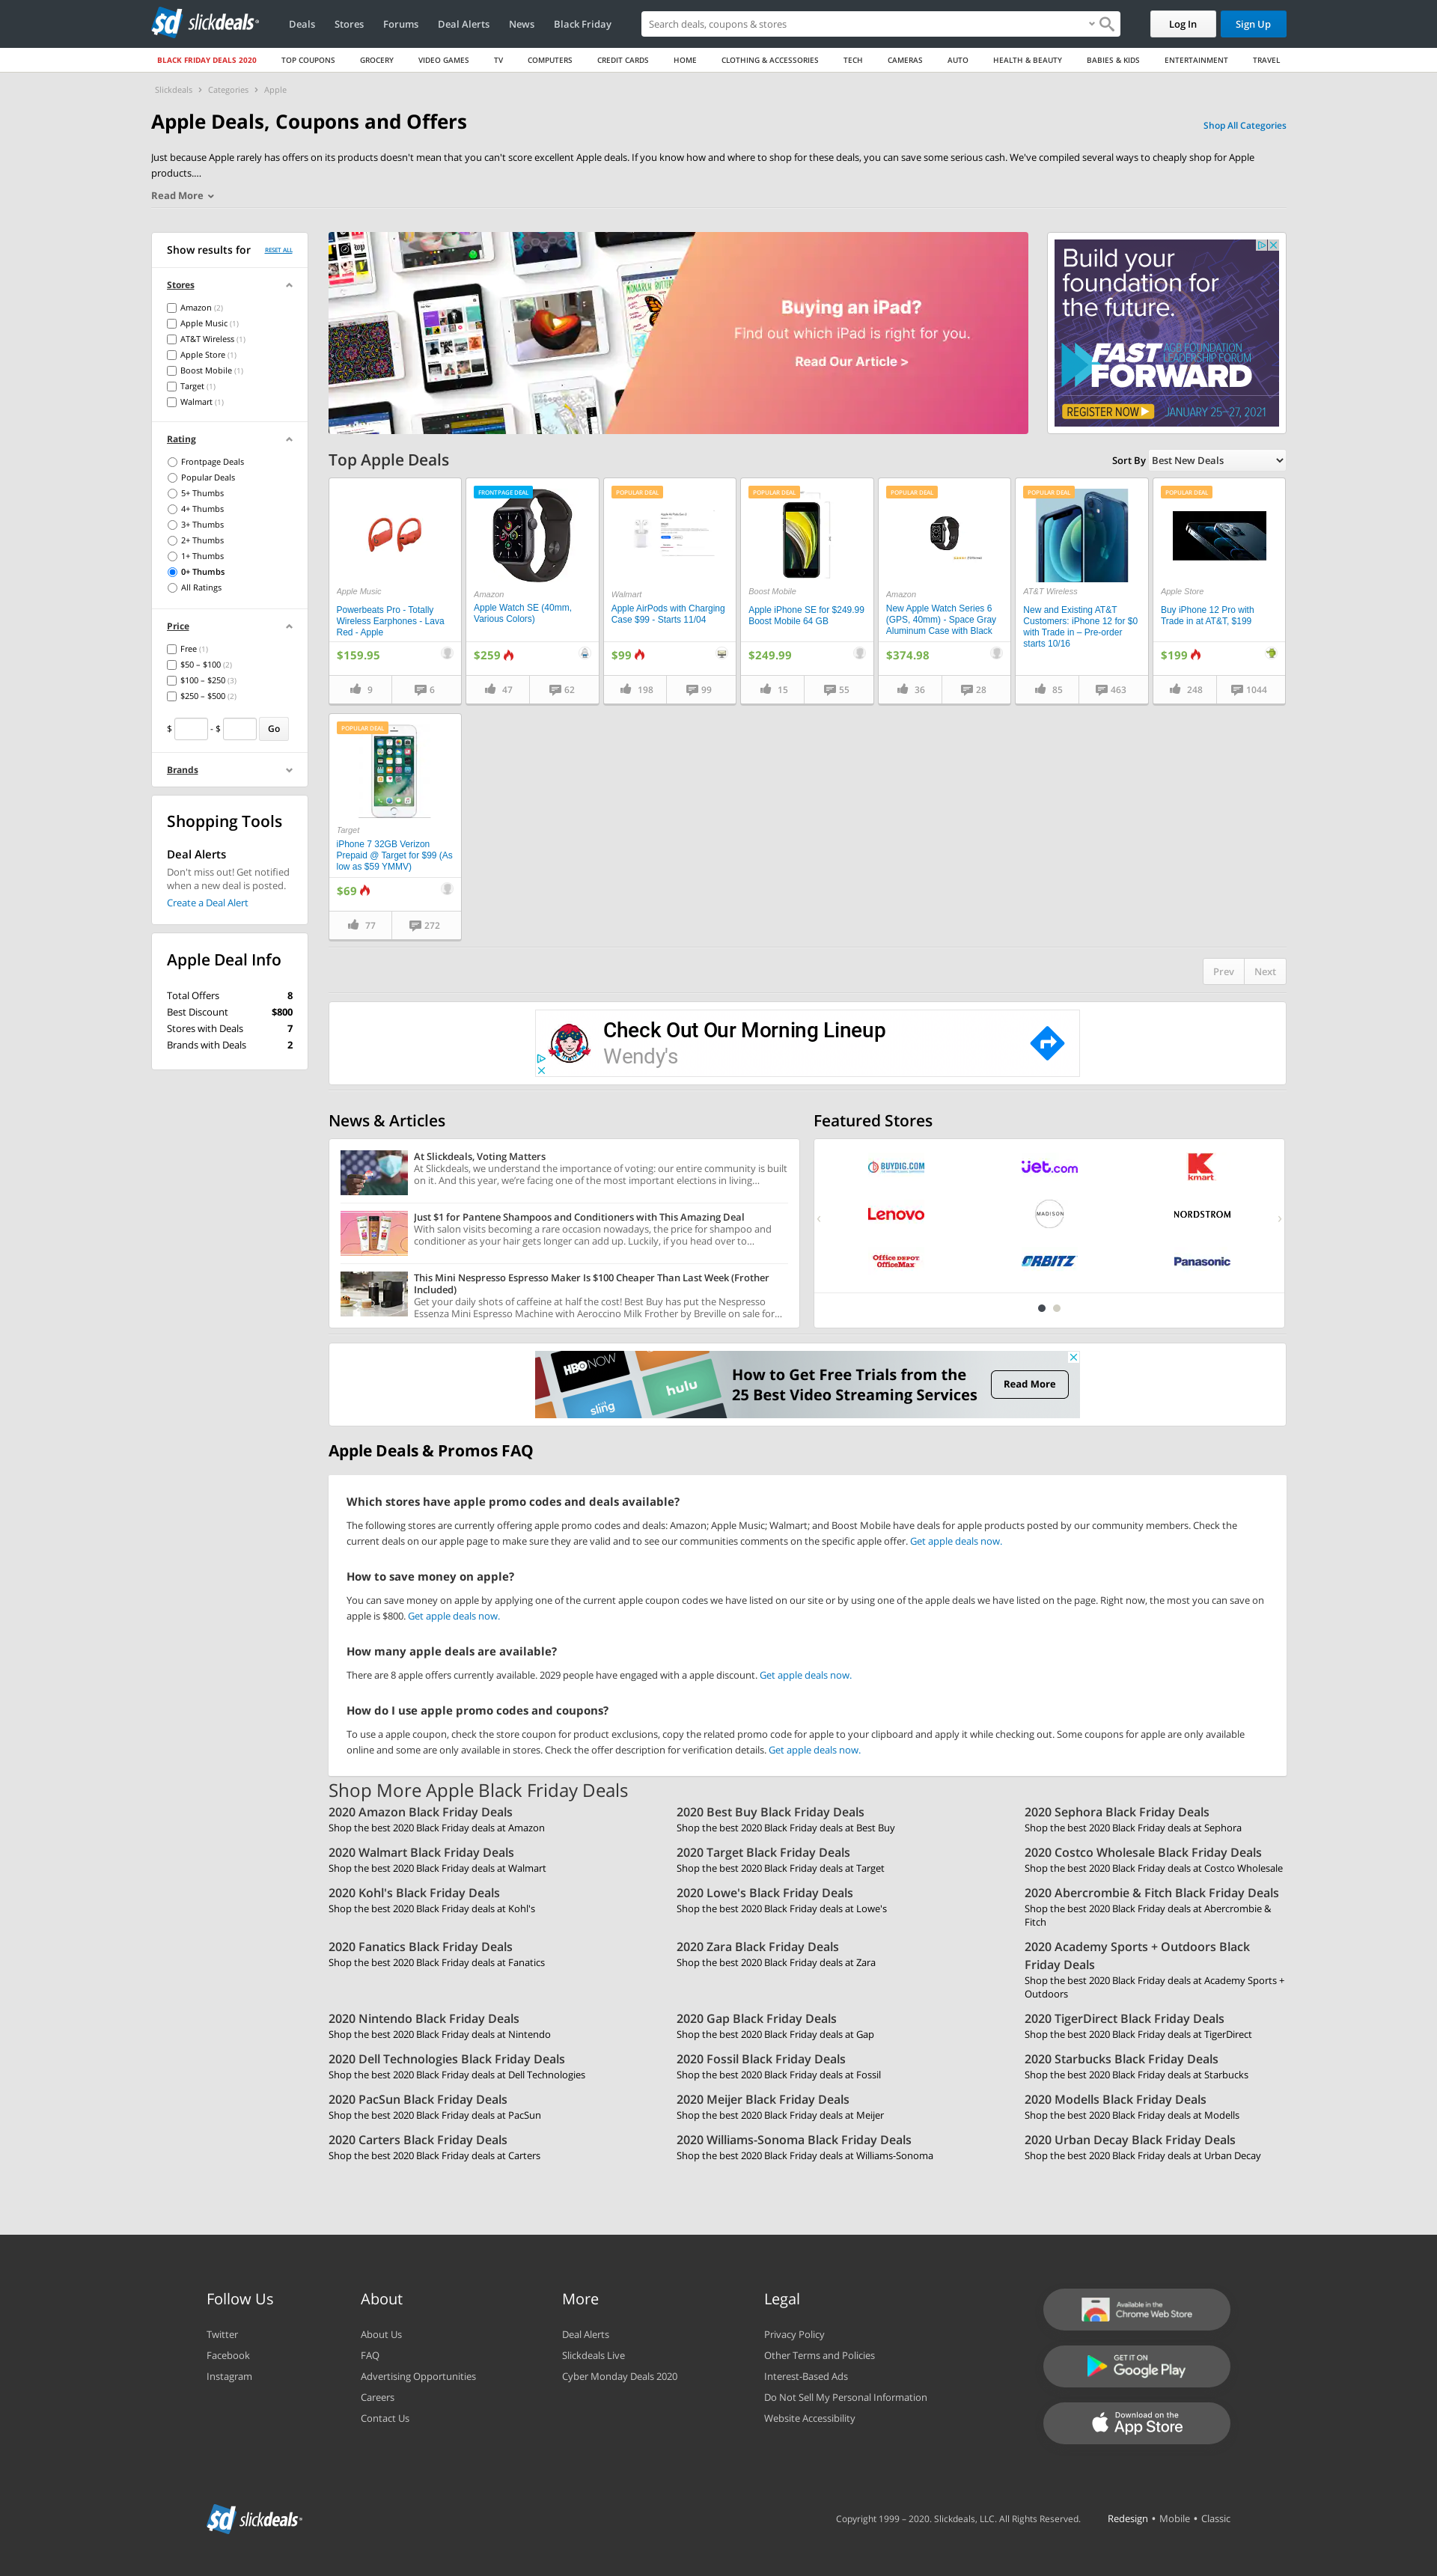 slickdeals
Deals
Stores
Forums
Deal Alerts
News
Black Friday
Search deals, coupons & stores
Log In
Sign Up
BLACK FRIDAY DEALS 2020
TOP COUPONS
GROCERY
VIDEO GAMES
TV
COMPUTERS
CREDIT CARDS
HOME
CLOTHING & ACCESSORIES
TECH
CAMERAS
AUTO
HEALTH & BEAUTY
BABIES & KIDS
ENTERTAINMENT
TRAVEL
Slickdeals > Categories > Apple
Apple Deals, Coupons and Offers
Shop All Categories
Just because Apple rarely has offers on its products doesn't mean that you can't score excellent Apple deals. If you know how and where to shop for these deals, you can save some serious cash. We've compiled several ways to cheaply shop for Apple
products....
Read More
Show results for
RESET ALL
Stores
Amazon (2)
Apple Music (1)
AT&T Wireless (1)
Apple Store (1)
Boost Mobile (1)
Target (1)
Walmart (1)
Rating
Frontpage Deals
Popular Deals
5+ Thumbs
4+ Thumbs
3+ Thumbs
2+ Thumbs
1+ Thumbs
0+ Thumbs
All Ratings
Price
Free (1)
$50 – $100 (2)
$100 – $250 (3)
$250 – $500 (2)
$ - $ Go
Brands
Shopping Tools
Deal Alerts
Don't miss out! Get notified
when a new deal is posted.
Create a Deal Alert
Apple Deal Info
Total Offers 8
Best Discount $800
Stores with Deals 7
Brands with Deals 2
Buying an iPad?
Find out which iPad is right for you.
Read Our Article >
Build your
foundation for
the future.
AGB FOUNDATION
LEADERSHIP FORUM
FAST
FORWARD
REGISTER NOW
JANUARY 25–27, 2021
Top Apple Deals
Sort By Best New Deals
Apple Music
Powerbeats Pro - Totally
Wireless Earphones - Lava
Red - Apple
$159.95
9
6
FRONTPAGE DEAL
Amazon
Apple Watch SE (40mm,
Various Colors)
$259
47
62
POPULAR DEAL
Walmart
Apple AirPods with Charging
Case $99 - Starts 11/04
$99
198
99
POPULAR DEAL
Boost Mobile
Apple iPhone SE for $249.99
Boost Mobile 64 GB
$249.99
15
55
POPULAR DEAL
Amazon
New Apple Watch Series 6
(GPS, 40mm) - Space Gray
Aluminum Case with Black
$374.98
36
28
POPULAR DEAL
AT&T Wireless
New and Existing AT&T
Customers: iPhone 12 for $0
with Trade in – Pre-order
starts 10/16
85
463
POPULAR DEAL
Apple Store
Buy iPhone 12 Pro with
Trade in at AT&T, $199
$199
248
1044
POPULAR DEAL
Target
iPhone 7 32GB Verizon
Prepaid @ Target for $99 (As
low as $59 YMMV)
$69
77
272
Prev
Next
Check Out Our Morning Lineup
Wendy's
News & Articles
At Slickdeals, Voting Matters
At Slickdeals, we understand the importance of voting: our entire community is built
on it. And this year, we're facing one of the most important elections in living...
Just $1 for Pantene Shampoos and Conditioners with This Amazing Deal
With salon visits becoming a rare occasion nowadays, the price for shampoo and
conditioner as your hair gets longer can add up. Luckily, if you head over to...
This Mini Nespresso Espresso Maker Is $100 Cheaper Than Last Week (Frother
Included)
Get your daily shots of caffeine at half the cost! Best Buy has put the Nespresso
Essenza Mini Espresso Machine with Aeroccino Milk Frother by Breville on sale for...
Featured Stores
BUYDIG.COM
jet.com
kmart
Lenovo
MADISON
NORDSTROM
Office DEPOT
OfficeMax
ORBITZ
Panasonic
HBO NOW
hulu
sling
How to Get Free Trials from the
25 Best Video Streaming Services
Read More
Apple Deals & Promos FAQ
Which stores have apple promo codes and deals available?
The following stores are currently offering apple promo codes and deals: Amazon; Apple Music; Walmart; and Boost Mobile have deals for apple products posted by our community members. Check the
current deals on our apple page to make sure they are valid and to see our communities comments on the specific apple offer. Get apple deals now.
How to save money on apple?
You can save money on apple by applying one of the current apple coupon codes we have listed on our site or by using one of the apple deals we have listed on the page. Right now, the most you can save on
apple is $800. Get apple deals now.
How many apple deals are available?
There are 8 apple offers currently available. 2029 people have engaged with a apple discount. Get apple deals now.
How do I use apple promo codes and coupons?
To use a apple coupon, check the store coupon for product exclusions, copy the related promo code for apple to your clipboard and apply it while checking out. Some coupons for apple are only available
online and some are only available in stores. Check the offer description for verification details. Get apple deals now.
Shop More Apple Black Friday Deals
2020 Amazon Black Friday Deals
Shop the best 2020 Black Friday deals at Amazon
2020 Best Buy Black Friday Deals
Shop the best 2020 Black Friday deals at Best Buy
2020 Sephora Black Friday Deals
Shop the best 2020 Black Friday deals at Sephora
2020 Walmart Black Friday Deals
Shop the best 2020 Black Friday deals at Walmart
2020 Target Black Friday Deals
Shop the best 2020 Black Friday deals at Target
2020 Costco Wholesale Black Friday Deals
Shop the best 2020 Black Friday deals at Costco Wholesale
2020 Kohl's Black Friday Deals
Shop the best 2020 Black Friday deals at Kohl's
2020 Lowe's Black Friday Deals
Shop the best 2020 Black Friday deals at Lowe's
2020 Abercrombie & Fitch Black Friday Deals
Shop the best 2020 Black Friday deals at Abercrombie &
Fitch
2020 Fanatics Black Friday Deals
Shop the best 2020 Black Friday deals at Fanatics
2020 Zara Black Friday Deals
Shop the best 2020 Black Friday deals at Zara
2020 Academy Sports + Outdoors Black
Friday Deals
Shop the best 2020 Black Friday deals at Academy Sports +
Outdoors
2020 Nintendo Black Friday Deals
Shop the best 2020 Black Friday deals at Nintendo
2020 Gap Black Friday Deals
Shop the best 2020 Black Friday deals at Gap
2020 TigerDirect Black Friday Deals
Shop the best 2020 Black Friday deals at TigerDirect
2020 Dell Technologies Black Friday Deals
Shop the best 2020 Black Friday deals at Dell Technologies
2020 Fossil Black Friday Deals
Shop the best 2020 Black Friday deals at Fossil
2020 Starbucks Black Friday Deals
Shop the best 2020 Black Friday deals at Starbucks
2020 PacSun Black Friday Deals
Shop the best 2020 Black Friday deals at PacSun
2020 Meijer Black Friday Deals
Shop the best 2020 Black Friday deals at Meijer
2020 Modells Black Friday Deals
Shop the best 2020 Black Friday deals at Modells
2020 Carters Black Friday Deals
Shop the best 2020 Black Friday deals at Carters
2020 Williams-Sonoma Black Friday Deals
Shop the best 2020 Black Friday deals at Williams-Sonoma
2020 Urban Decay Black Friday Deals
Shop the best 2020 Black Friday deals at Urban Decay
Follow Us
Twitter
Facebook
Instagram
About
About Us
FAQ
Advertising Opportunities
Careers
Contact Us
More
Deal Alerts
Slickdeals Live
Cyber Monday Deals 2020
Legal
Privacy Policy
Other Terms and Policies
Interest-Based Ads
Do Not Sell My Personal Information
Website Accessibility
Available in the
Chrome Web Store
GET IT ON
Google Play
Download on the
App Store
slickdeals
Copyright 1999 – 2020. Slickdeals, LLC. All Rights Reserved.
Redesign • Mobile • Classic